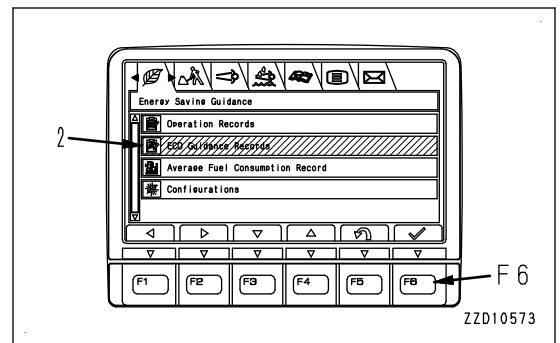 Energy Saving Guidance
Operation Records
2
ECO Guidance Records
Average Fuel Consumption Record
Configurations
F1 F2 F3 F4 F5 F6
F6
ZZD10573